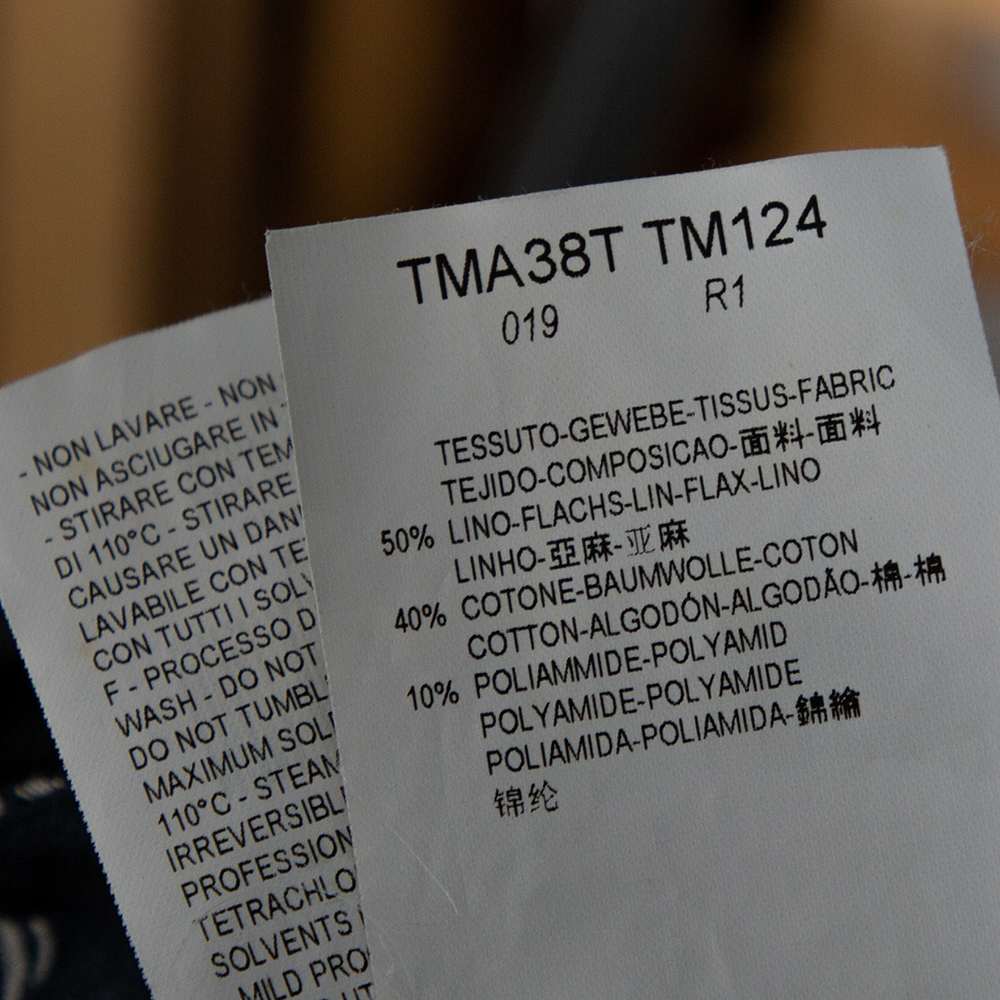 TMA38T TM124
019 R1
TESSUTO-GEWEBE-TISSUS-FABRIC
TEJIDO-COMPOSICAO-面料-面料
50% LINO-FLACHS-LIN-FLAX-LINO
LINHO-亞麻-亚麻
40% COTONE-BAUMWOLLE-COTON
COTTON-ALGODÓN-ALGODÃO-棉-棉
10% POLIAMMIDE-POLYAMID
POLYAMIDE-POLYAMIDE
POLIAMIDA-POLIAMIDA-錦綸
锦纶
- NON LAVARE - NON
NON ASCIUGARE IN
- STIRARE CON TEM
DI 110°C - STIRARE
CAUSARE UN DAN
LAVABILE CON TE
CON TUTTI I SOLV
F - PROCESSO D
WASH - DO NOT
DO NOT TUMBL
MAXIMUM SOL
110°C - STEAM
IRREVERSIBL
PROFESSION
TETRACHLO
SOLVENTS
MILD PRO